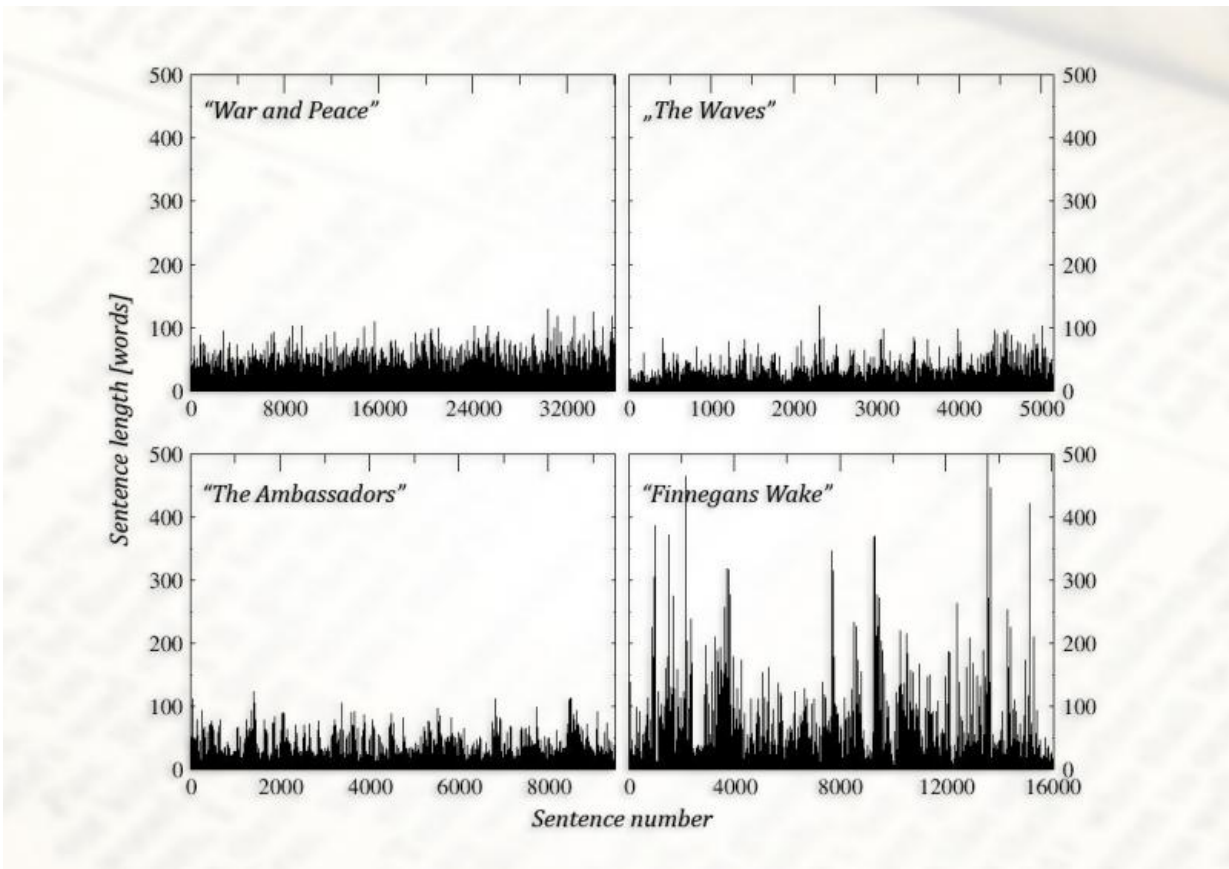 500
400
300
200
100
0
"War and Peace"
0 8000 16000 24000 32000
„The Waves"
500
400
300
200
100
0
0 1000 2000 3000 4000 5000
Sentence length [words]
500
400
300
200
100
0
"The Ambassadors"
0 2000 4000 6000 8000
"Finnegans Wake"
500
400
300
200
100
0
0 4000 8000 12000 16000
Sentence number